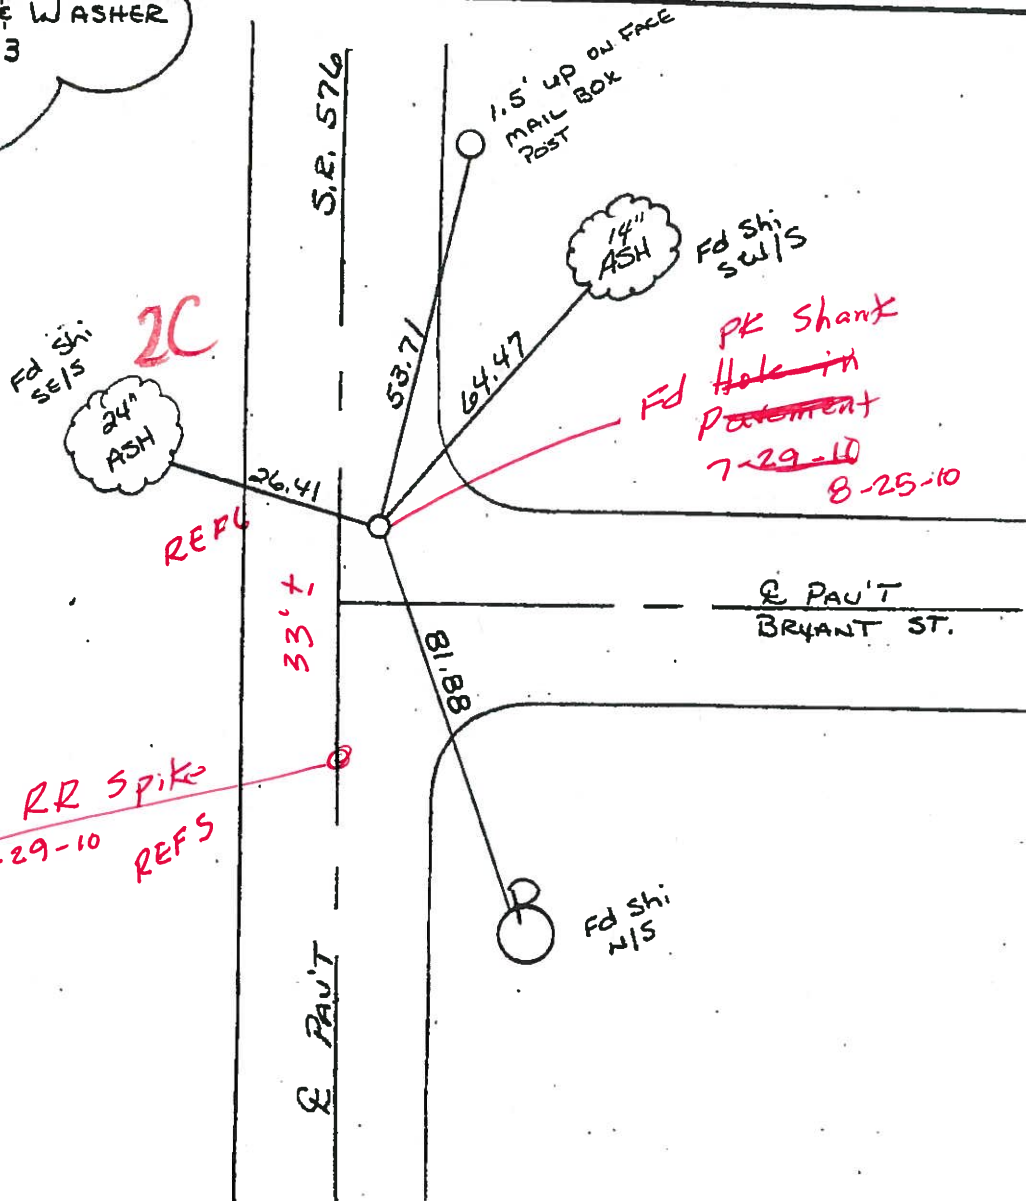 & WASHER
3
S.R. 576
1.5' up ON FACE
MAIL BOX
POST
14"
ASH
Fd Shi
SW/S
2C
Fd Shi
SE/S
24"
ASH
53.71
64.47
PK Shank
Fd Hole in
Pavement
7-29-10
8-25-10
26.41
REF6
33' ±
℄ PAV'T
BRYANT ST.
81.88
RR Spike
-29-10
REF5
Fd Shi
N/S
℄ PAV'T